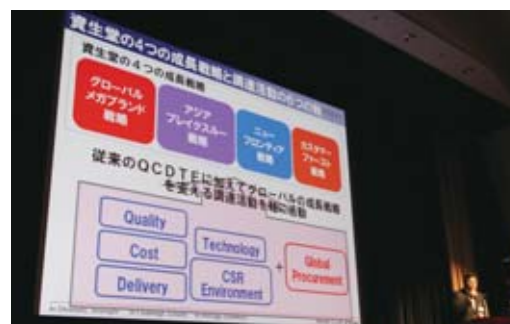 資生堂の4つの成長戦略と調達活動の6つの軸
資生堂の4つの成長戦略
グローバル
メガブランド
戦略
アジア
ブレイクスルー
戦略
ニュー
フロンティア
戦略
カスタマー
ファースト
戦略
従来のQCDTEに加えてグローバルの成長戦略
を支える調達活動を軸に活動
Quality
Cost
Delivery
Technology
CSR
Environment
+
Global
Procurement